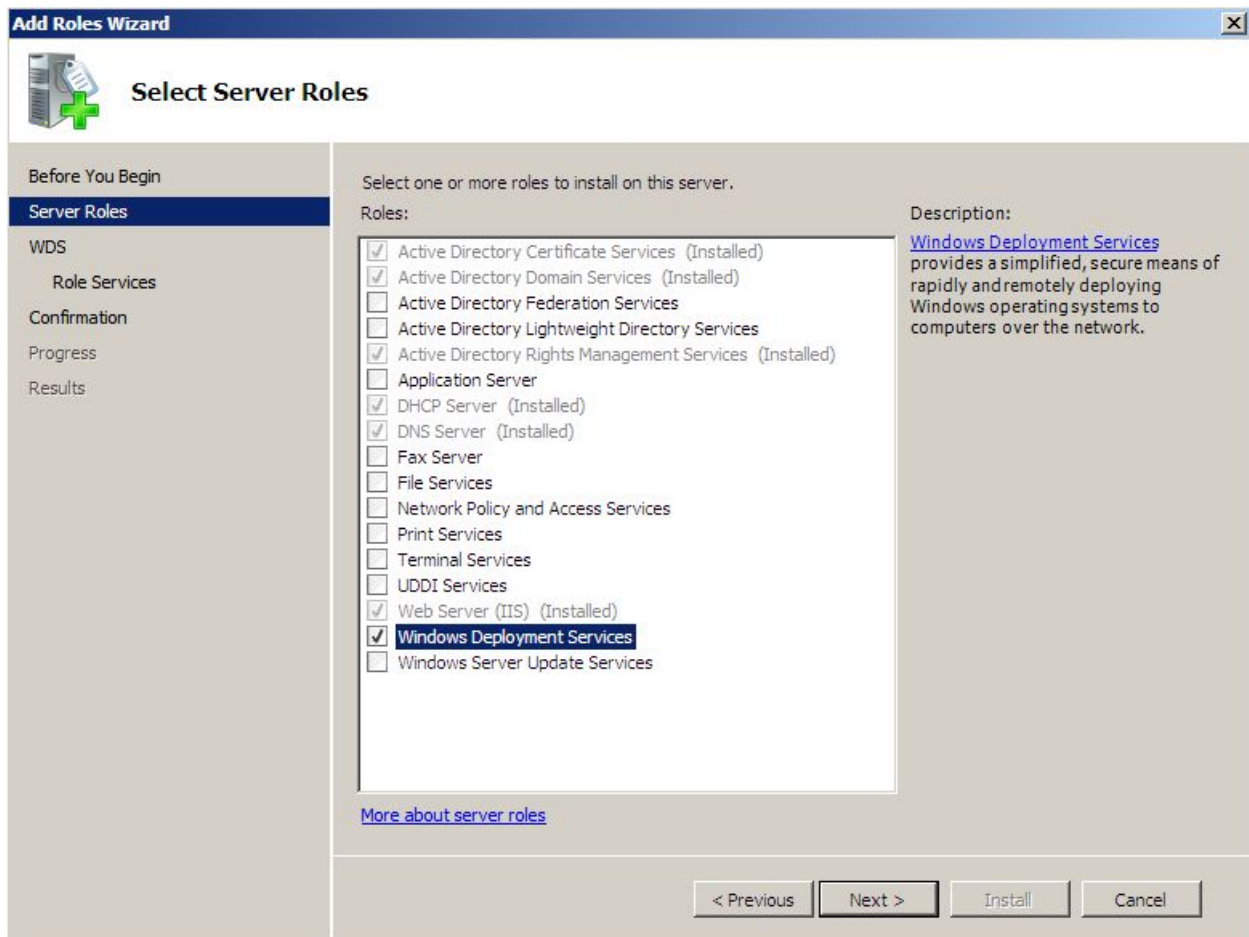 Add Roles Wizard
Select Server Roles
Before You Begin
Server Roles
WDS
Role Services
Confirmation
Progress
Results
Select one or more roles to install on this server.
Roles:
Active Directory Certificate Services (Installed)
Active Directory Domain Services (Installed)
Active Directory Federation Services
Active Directory Lightweight Directory Services
Active Directory Rights Management Services (Installed)
Application Server
DHCP Server (Installed)
DNS Server (Installed)
Fax Server
File Services
Network Policy and Access Services
Print Services
Terminal Services
UDDI Services
Web Server (IIS) (Installed)
Windows Deployment Services
Windows Server Update Services
More about server roles
Description:
Windows Deployment Services
provides a simplified, secure means of
rapidly and remotely deploying
Windows operating systems to
computers over the network.
< Previous
Next >
Install
Cancel